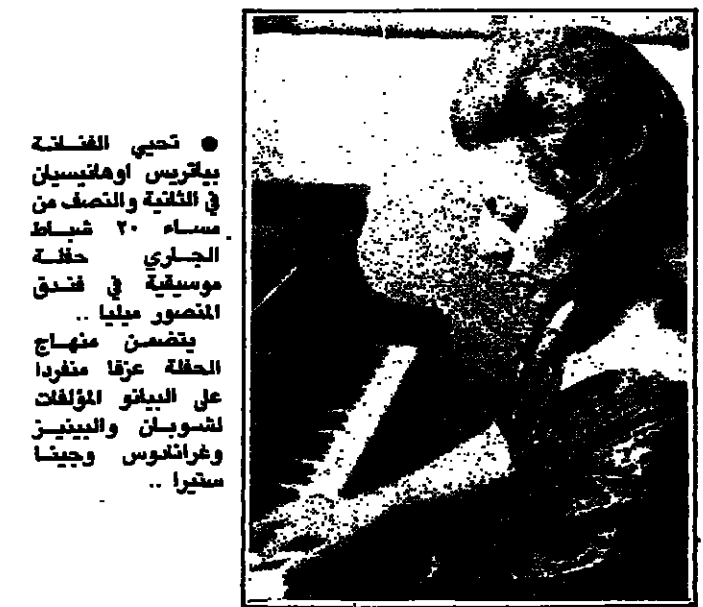 ● تحيي الفنانة
بياتريس اوهانيسيان
في الثانية والنصف من
مساء ٢٠ شباط
الجاري حفلة
موسيقية في فندق
المنصور ميليا ..
يتضمن منهاج
الحفلة عزفا منفردا
على البيانو المؤلفات
لشوبان والبينيز
وغرانادوس وجينا
ستيرا ..